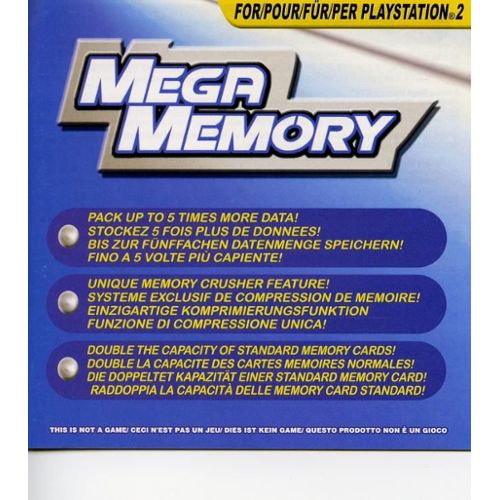 FOR/POUR/FÜR/PER PLAYSTATION®2
MEGA
MEMORY
PACK UP TO 5 TIMES MORE DATA!
STOCKEZ 5 FOIS PLUS DE DONNEES!
BIS ZUR FÜNFFACHEN DATENMENGE SPEICHERN!
FINO A 5 VOLTE PIÙ CAPIENTE!
UNIQUE MEMORY CRUSHER FEATURE!
SYSTEME EXCLUSIF DE COMPRESSION DE MEMOIRE!
EINZIGARTIGE KOMPRIMIERUNGSFUNKTION
FUNZIONE DI COMPRESSIONE UNICA!
DOUBLE THE CAPACITY OF STANDARD MEMORY CARDS!
DOUBLE LA CAPACITE DES CARTES MEMOIRES NORMALES!
DIE DOPPELTET KAPAZITÄT EINER STANDARD MEMORY CARD!
RADDOPPIA LA CAPACITÀ DELLE MEMORY CARD STANDARD!
THIS IS NOT A GAME/ CECI N'EST PAS UN JEU/ DIES IST KEIN GAME/ QUESTO PRODOTTO NON È UN GIOCO